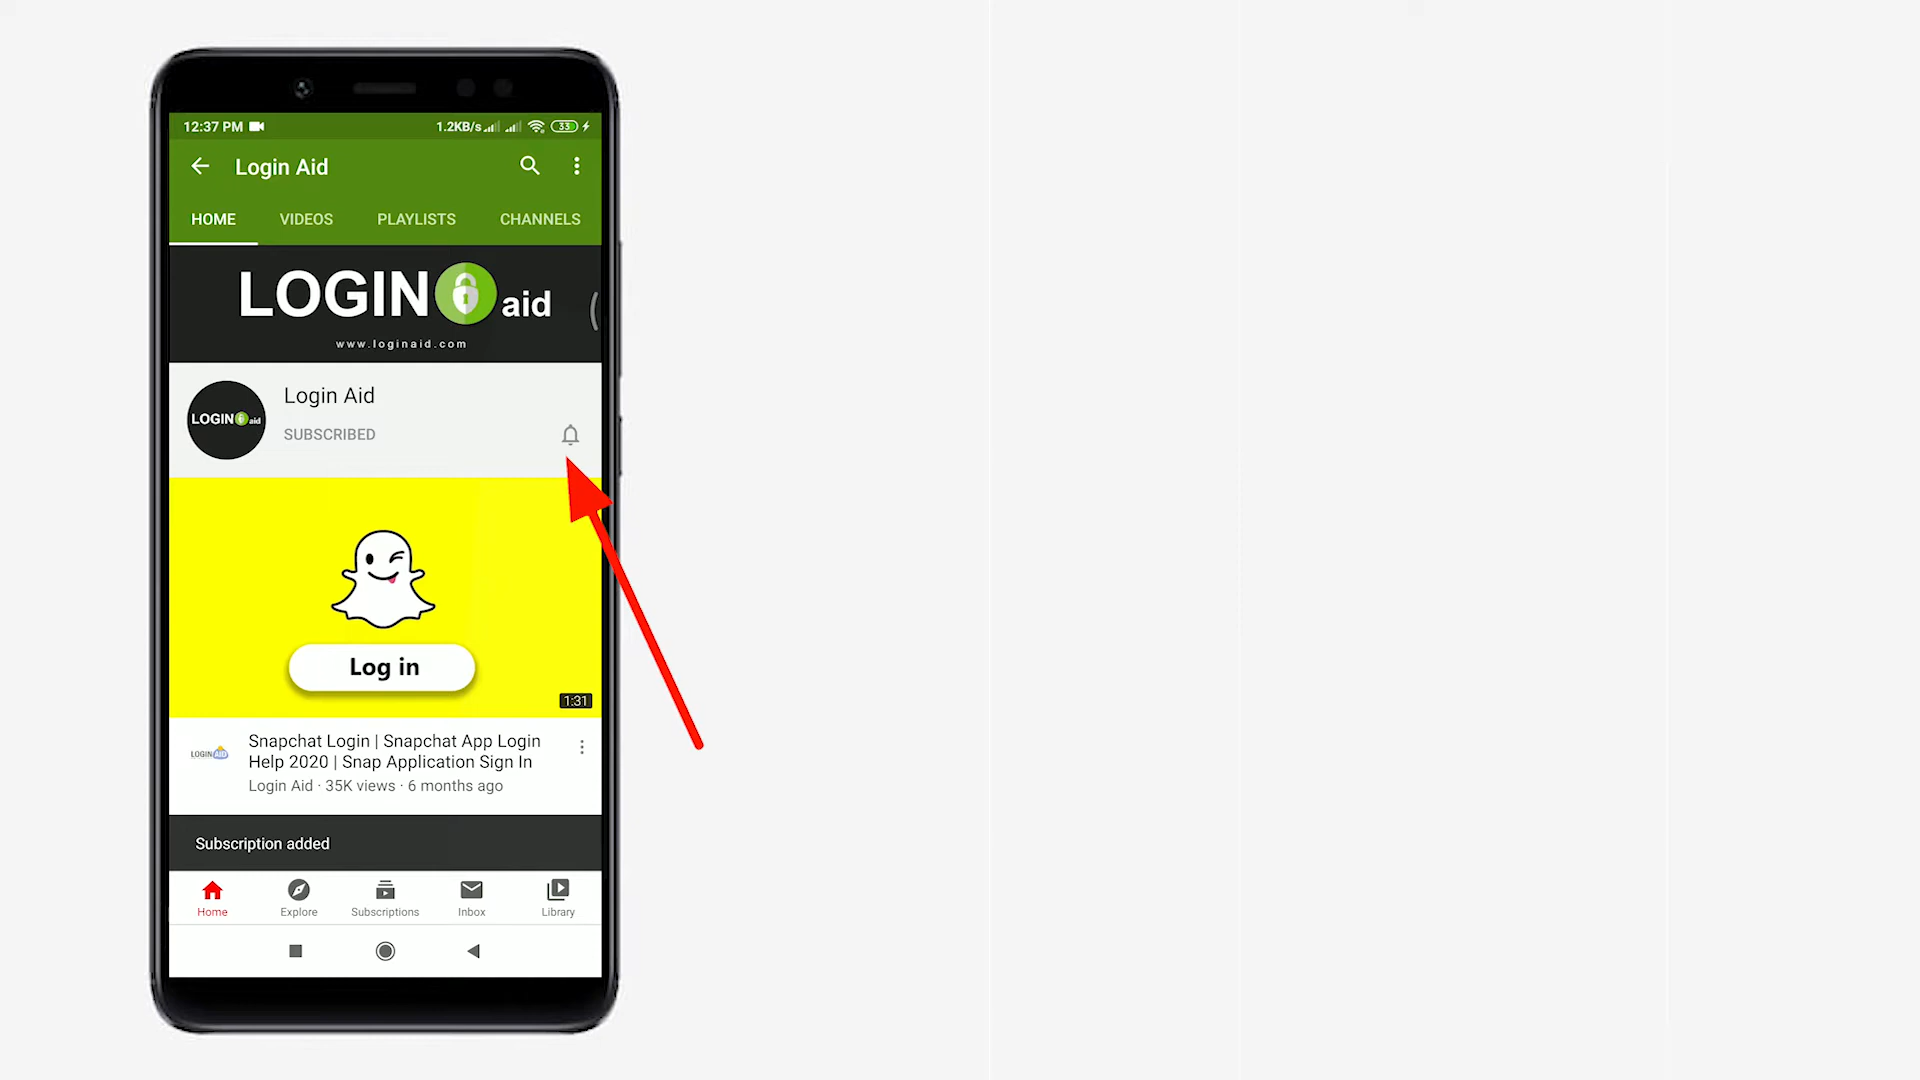 12:37 PM 1.2KB/s 33
Login Aid
HOME VIDEOS PLAYLISTS CHANNELS
LOGIN aid
www.loginaid.com
Login Aid
LOGIN aid
SUBSCRIBED
Log in
1:31
Snapchat Login | Snapchat App Login
LOGIN AID
Help 2020 | Snap Application Sign In
Login Aid · 35K views · 6 months ago
Subscription added
Home Explore Subscriptions Inbox Library